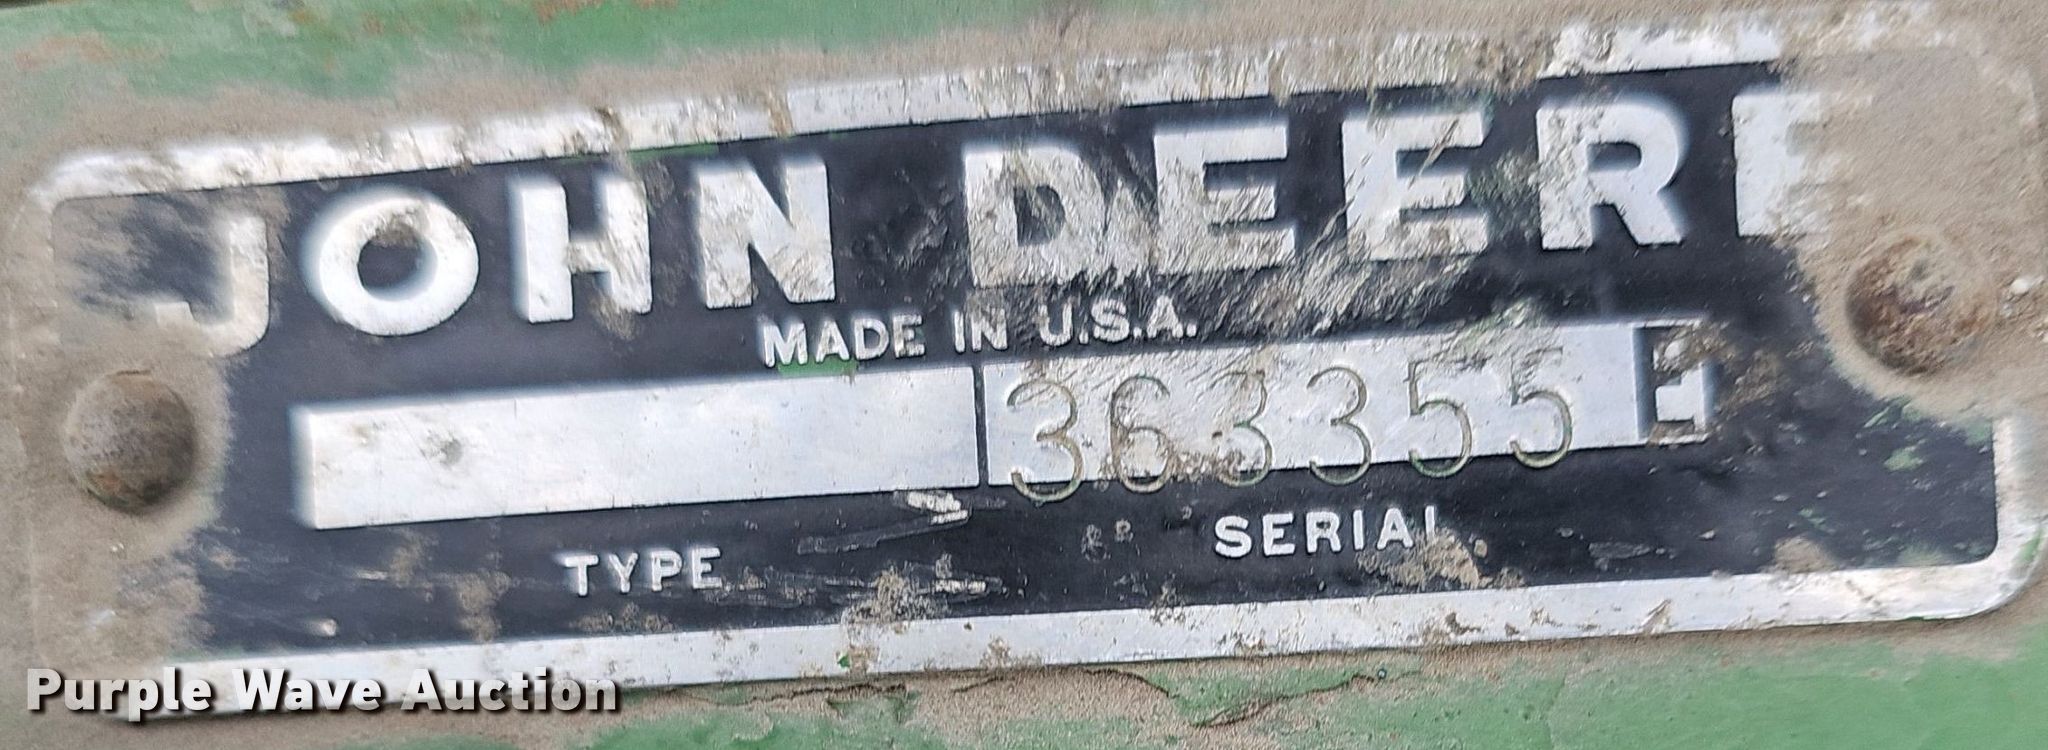 JOHN DEERE
MADE IN U.S.A.
363355 E
TYPE SERIAL
Purple Wave Auction